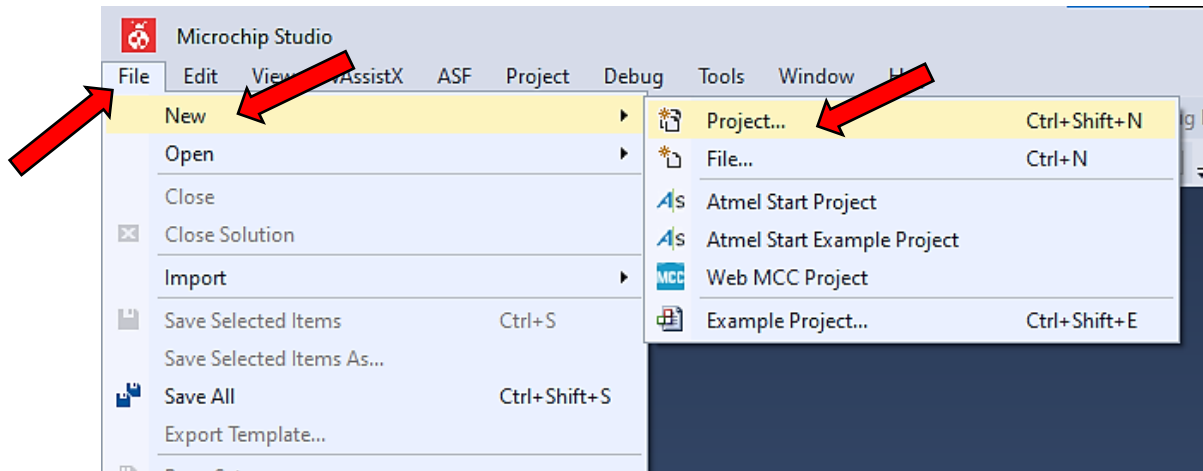 Microchip Studio
File Edit View AssistX ASF Project Debug Tools Window
New
Project... Ctrl+Shift+N
Open
File... Ctrl+N
Close
Atmel Start Project
Close Solution
Atmel Start Example Project
Import
MCC Web MCC Project
Save Selected Items Ctrl+S
Example Project... Ctrl+Shift+E
Save Selected Items As...
Save All Ctrl+Shift+S
Export Template...